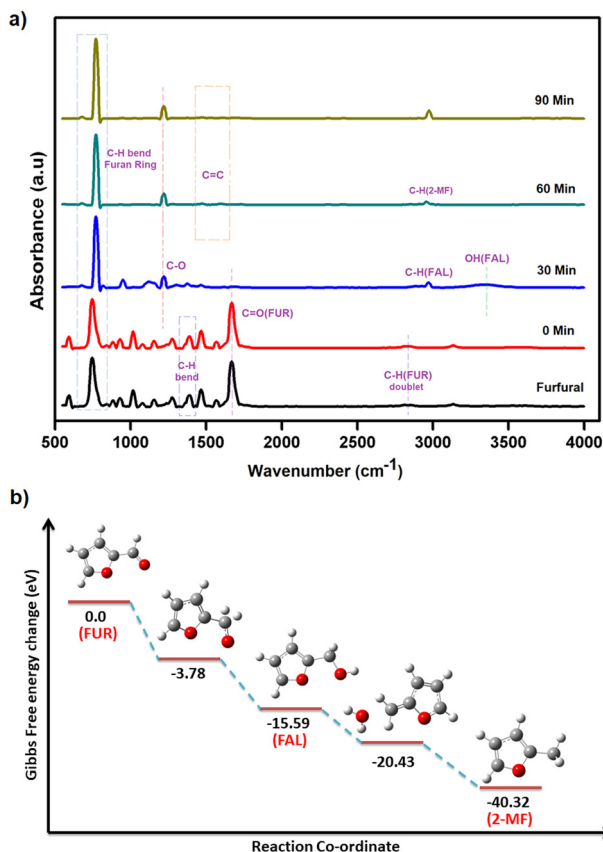 a)
90 Min
C-H bend
Furan Ring
C=C
60 Min
C-H(2-MF)
OH(FAL)
C-O
C-H(FAL)
30 Min
C=O(FUR)
0 Min
C-H
bend
C-H(FUR)
doublet
Furfural
Absorbance (a.u)
500 1000 1500 2000 2500 3000 3500 4000
Wavenumber (cm-1)
b)
Gibbs Free energy change (eV)
0.0
(FUR)
-3.78
-15.59
(FAL)
-20.43
-40.32
(2-MF)
Reaction Co-ordinate